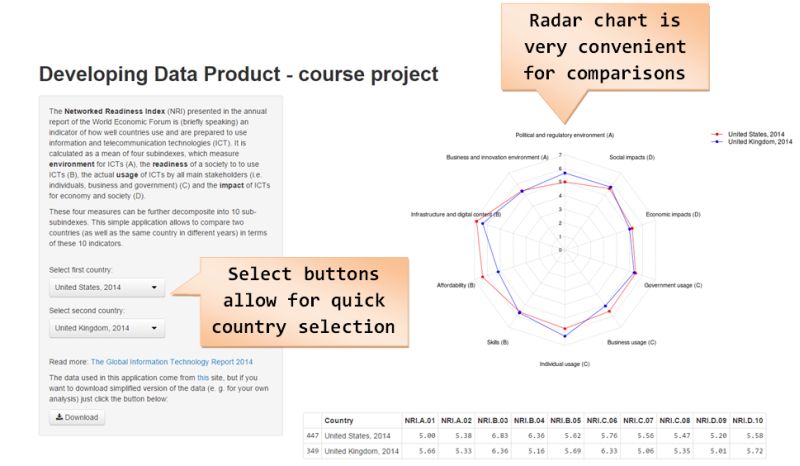 Radar chart is
very convenient
for comparisons
Developing Data Product - course project
The Networked Readiness Index (NRI) presented in the annual
report of the World Economic Forum is (briefly speaking) an
indicator of how well countries use and are prepared to use
information and telecommunication technologies (ICT). It is
calculated as a mean of four subindexes, which measure
environment for ICTs (A), the readiness of a society to to use
ICTs (B), the actual usage of ICTs by all main stakeholders (i.e.
individuals, business and government) (C) and the impact of ICTs
for economy and society (D).
These four measures can be further decomposite into 10 sub-
subindexes. This simple application allows to compare two
countries (as well as the same country in different years) in terms
of these 10 indicators.
Select first country:
United States, 2014
Select second country:
United Kingdom, 2014
Select buttons
allow for quick
country selection
Read more: The Global Information Technology Report 2014
The data used in this application come from this site, but if you
want to download simplified version of the data (e. g. for your own
analysis) just click the button below:
Download
Political and regulatory environment (A)
United States, 2014
United Kingdom, 2014
Business and innovation environment (A)
Social impacts (D)
Infrastructure and digital content (B)
Economic impacts (D)
Affordability (B)
Government usage (C)
Skills (B)
Business usage (C)
Individual usage (C)
7
6
5
4
3
2
1
0
Country NRI.A.01 NRI.A.02 NRI.B.03 NRI.B.04 NRI.B.05 NRI.C.06 NRI.C.07 NRI.C.08 NRI.D.09 NRI.D.10
447 United States, 2014 5.00 5.38 6.83 6.36 5.62 5.76 5.56 5.47 5.20 5.58
349 United Kingdom, 2014 5.66 5.33 6.36 5.16 5.69 6.33 5.06 5.35 5.01 5.72